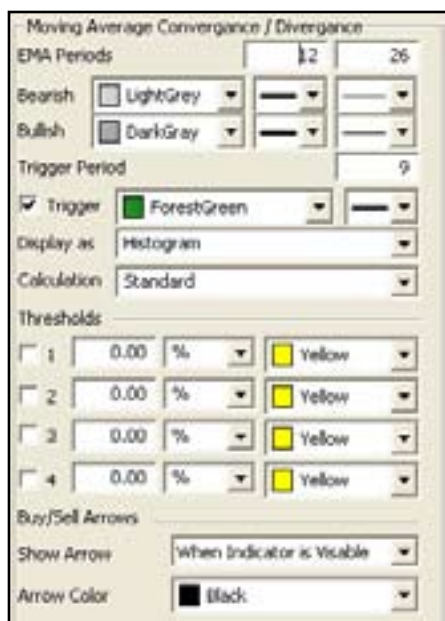 Moving Average Convergance / Divergance
EMA Periods 12 26
Bearish LightGrey
Bullish DarkGray
Trigger Period 9
Trigger ForestGreen
Display as Histogram
Calculation Standard
Thresholds
1 0.00 % Yellow
2 0.00 % Yellow
3 0.00 % Yellow
4 0.00 % Yellow
Buy/Sell Arrows
Show Arrow When Indicator is Visable
Arrow Color Black